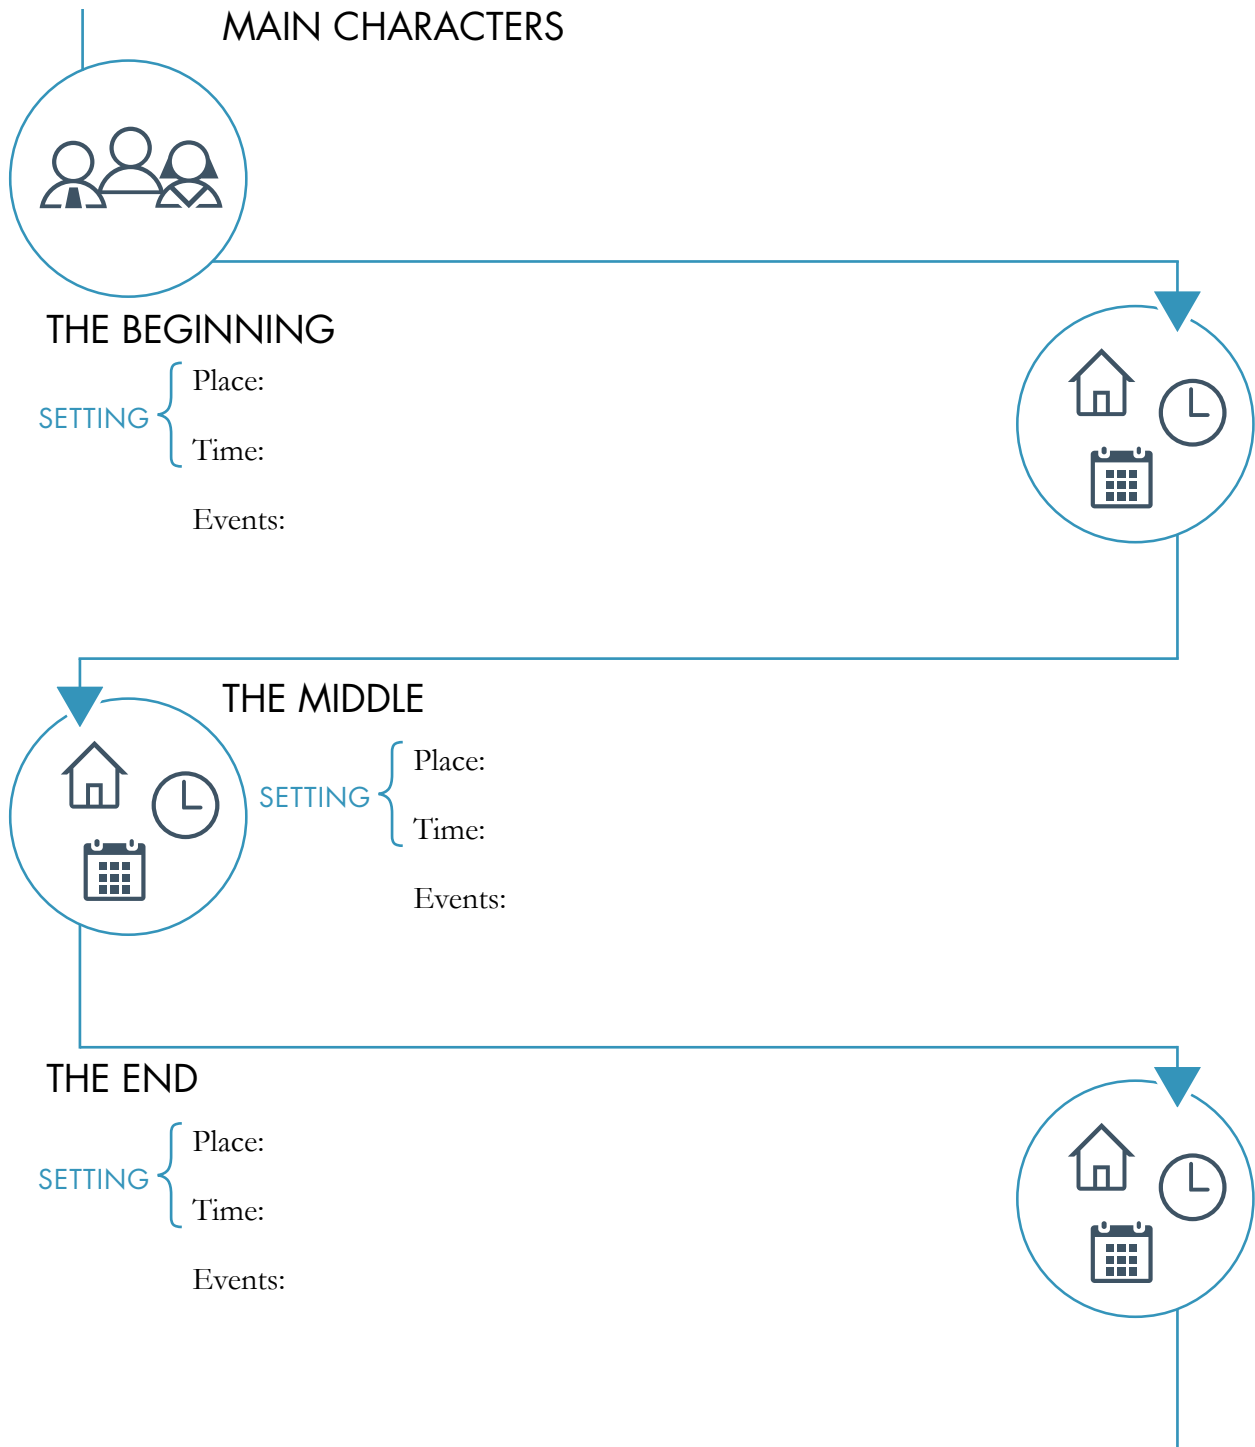 MAIN CHARACTERS
THE BEGINNING
SETTING
Place:
Time:
Events:
THE MIDDLE
SETTING
Place:
Time:
Events:
THE END
SETTING
Place:
Time:
Events: